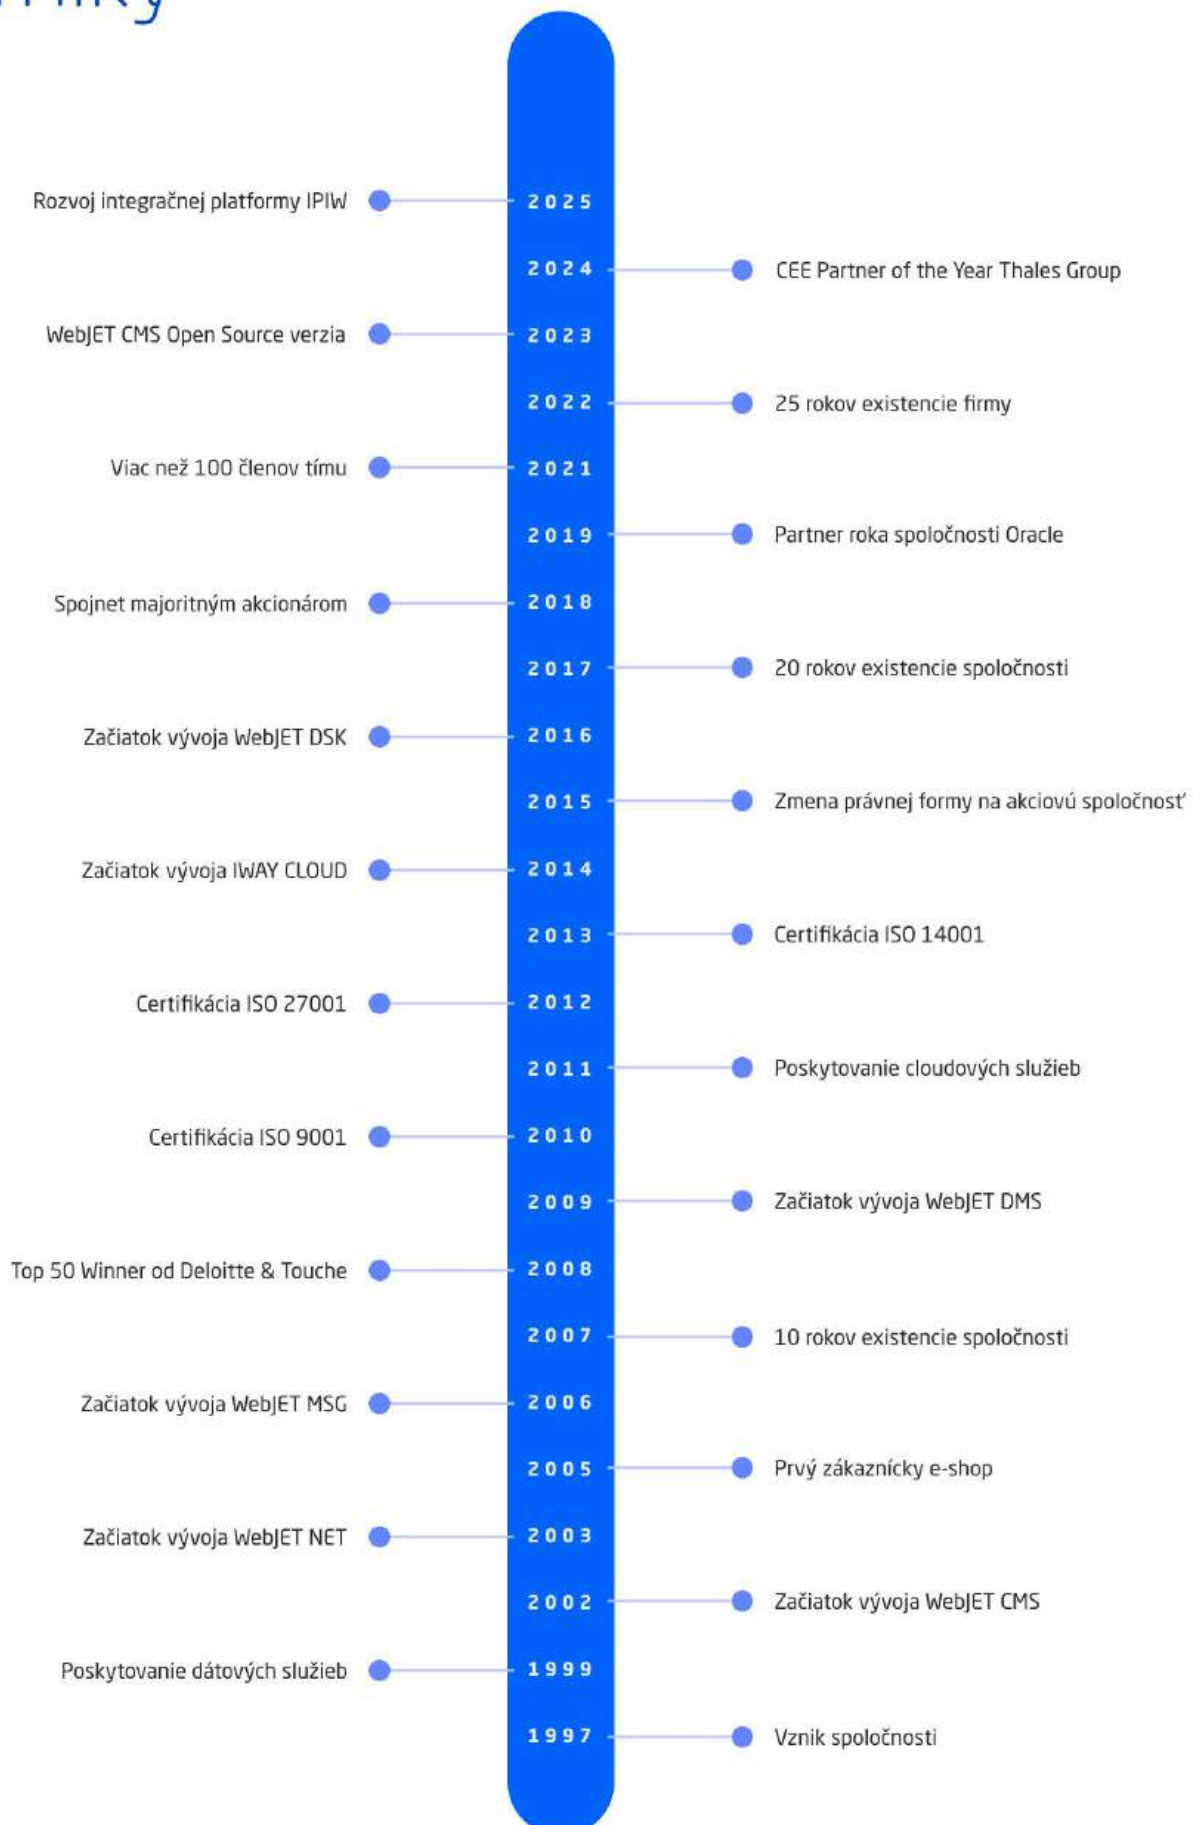 Rozvoj integračnej platformy IPIW
2025
2024
CEE Partner of the Year Thales Group
WebJET CMS Open Source verzia
2023
2022
25 rokov existencie firmy
Viac než 100 členov tímu
2021
2019
Partner roka spoločnosti Oracle
Spojnet majoritným akcionárom
2018
2017
20 rokov existencie spoločnosti
Začiatok vývoja WebJET DSK
2016
2015
Zmena právnej formy na akciovú spoločnosť
Začiatok vývoja IWAY CLOUD
2014
2013
Certifikácia ISO 14001
Certifikácia ISO 27001
2012
2011
Poskytovanie cloudových služieb
Certifikácia ISO 9001
2010
2009
Začiatok vývoja WebJET DMS
Top 50 Winner od Deloitte & Touche
2008
2007
10 rokov existencie spoločnosti
Začiatok vývoja WebJET MSG
2006
2005
Prvý zákaznícky e-shop
Začiatok vývoja WebJET NET
2003
2002
Začiatok vývoja WebJET CMS
Poskytovanie dátových služieb
1999
1997
Vznik spoločnosti